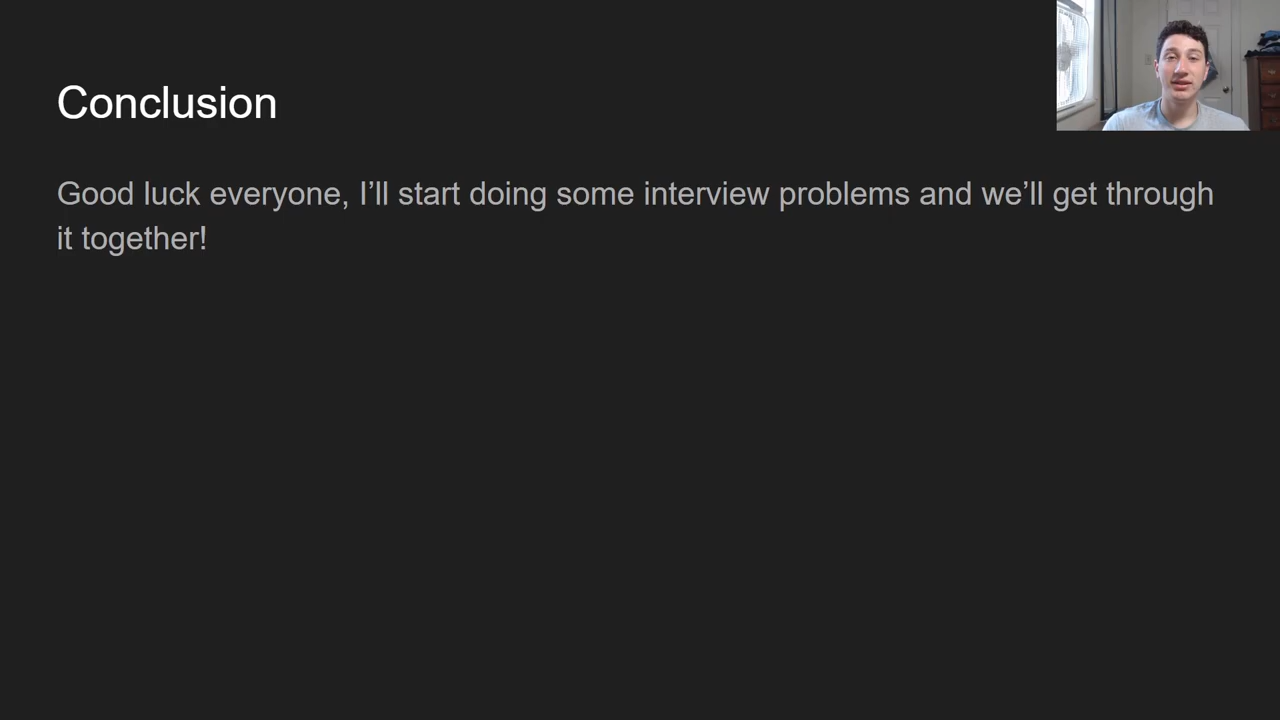 Conclusion
Good luck everyone, I’ll start doing some interview problems and we’ll get through
it together!